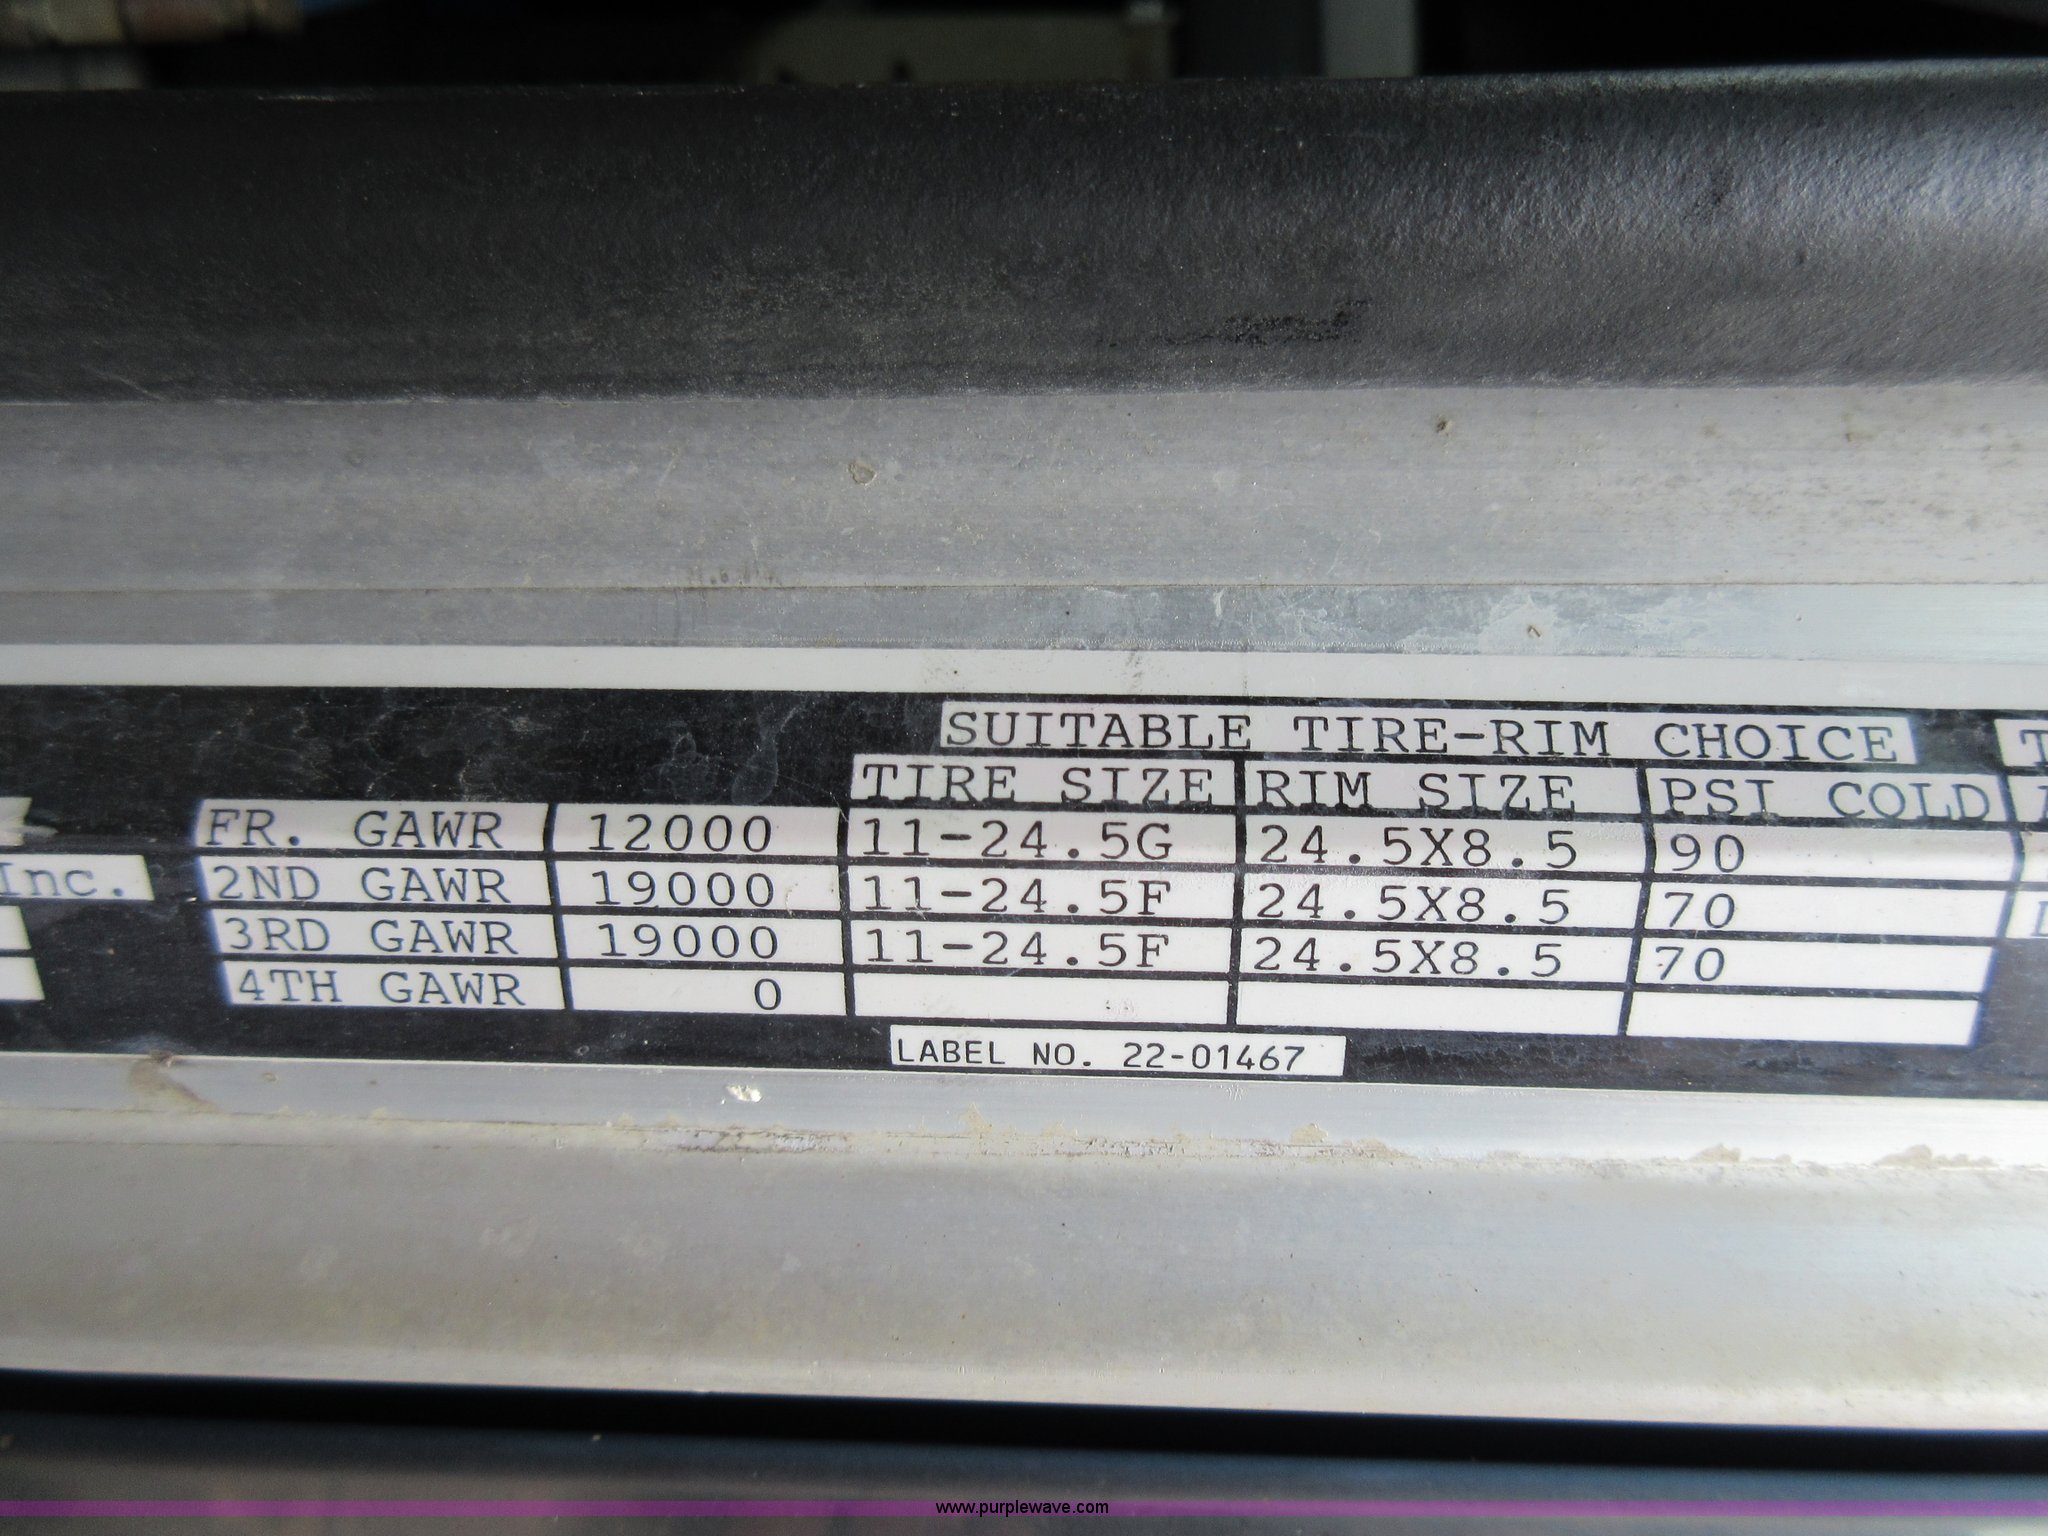 SUITABLE TIRE-RIM CHOICE
TIRE SIZE RIM SIZE PSI COLD
FR. GAWR 12000 11-24.5G 24.5X8.5 90
Inc. 2ND GAWR 19000 11-24.5F 24.5X8.5 70
3RD GAWR 19000 11-24.5F 24.5X8.5 70
4TH GAWR 0
LABEL NO. 22-01467
www.purplewave.com